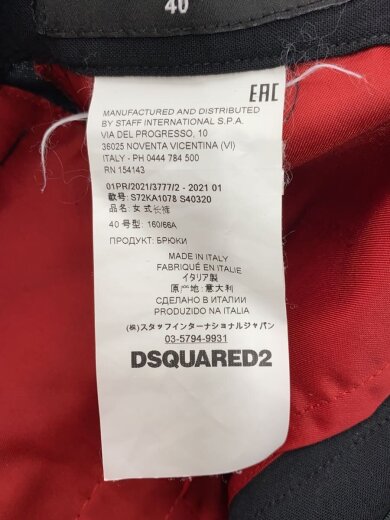 40
EAC
MANUFACTURED AND DISTRIBUTED
BY STAFF INTERNATIONAL S.P.A.
VIA DEL PROGRESSO, 10
36025 NOVENTA VICENTINA (VI)
ITALY - PH 0444 784 500
RN 154143
01PR/2021/3777/2 - 2021 01
款号: S72KA1078 S40320
品名: 女式长裤
40 号型: 160/66A
ПРОДУКТ: БРЮКИ
MADE IN ITALY
FABRIQUÉ EN ITALIE
イタリア製
原产地: 意大利
СДЕЛАНО В ИТАЛИИ
PRODUZIDO NA ITALIA
(株)スタッフインターナショナルジャパン
03-5794-9931
DSQUARED2